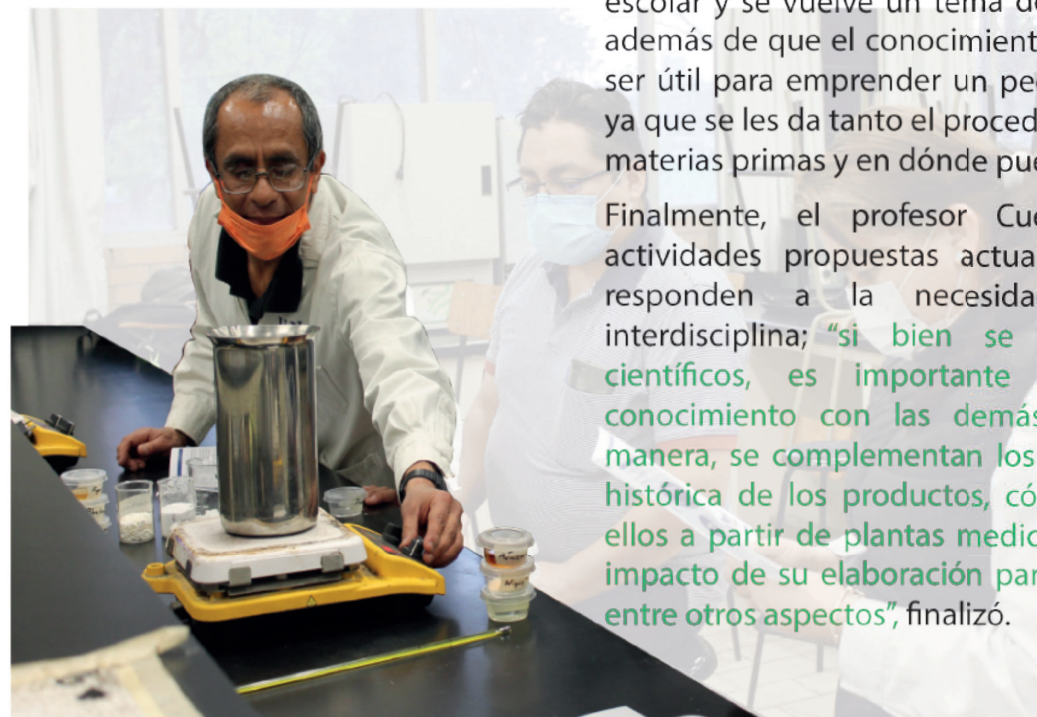 escolar y se vuelve un tema de
además de que el conocimient
ser útil para emprender un pe
ya que se les da tanto el proced
materias primas y en dónde pue
Finalmente, el profesor Cue
actividades propuestas actua
responden a la necesida
interdisciplina; “si bien se
científicos, es importante
conocimiento con las demás
manera, se complementan los
histórica de los productos, có
ellos a partir de plantas medic
impacto de su elaboración par
entre otros aspectos”, finalizó.